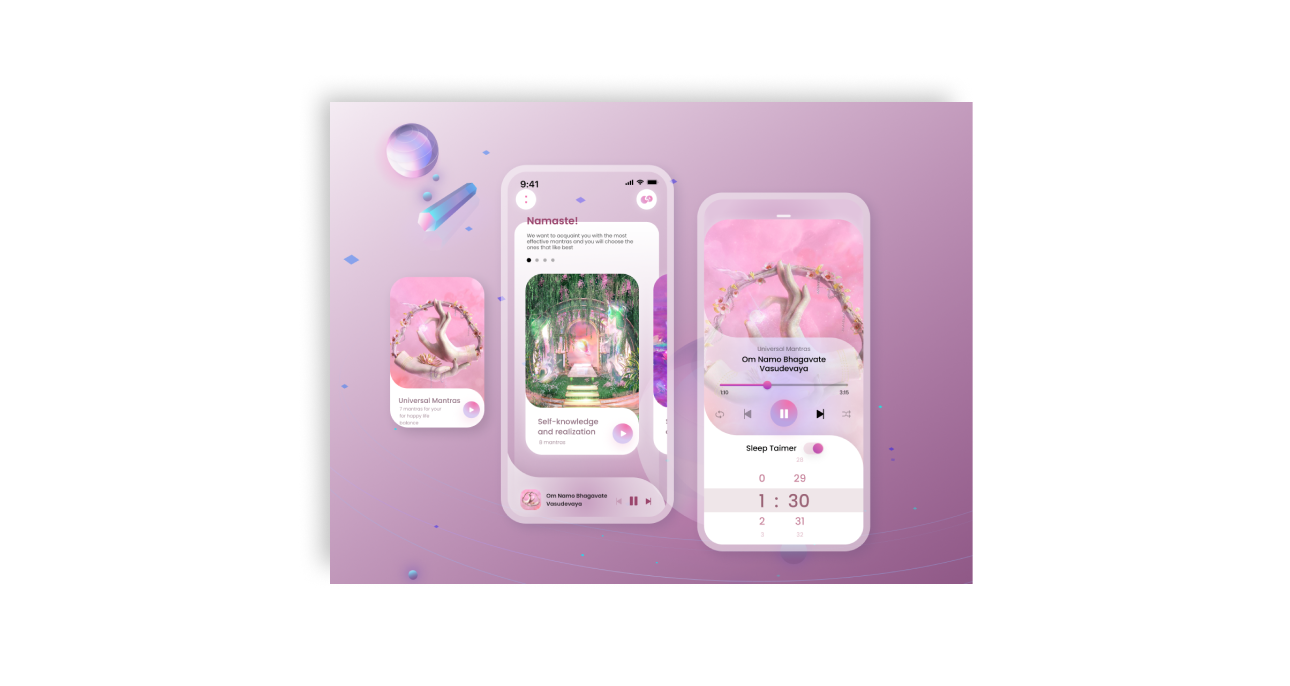 Universal Mantras
7 mantras for your
for happy life
balance
9:41
Namaste!
We want to acquaint you with the most
effective mantras and you will choose the
ones that like best
Self-knowledge
and realization
8 mantras
Om Namo Bhagavate
Vasudevaya
Universal Mantras
Om Namo Bhagavate
Vasudevaya
1:10 3:15
Sleep Taimer
0 29
1 : 30
2 31
3